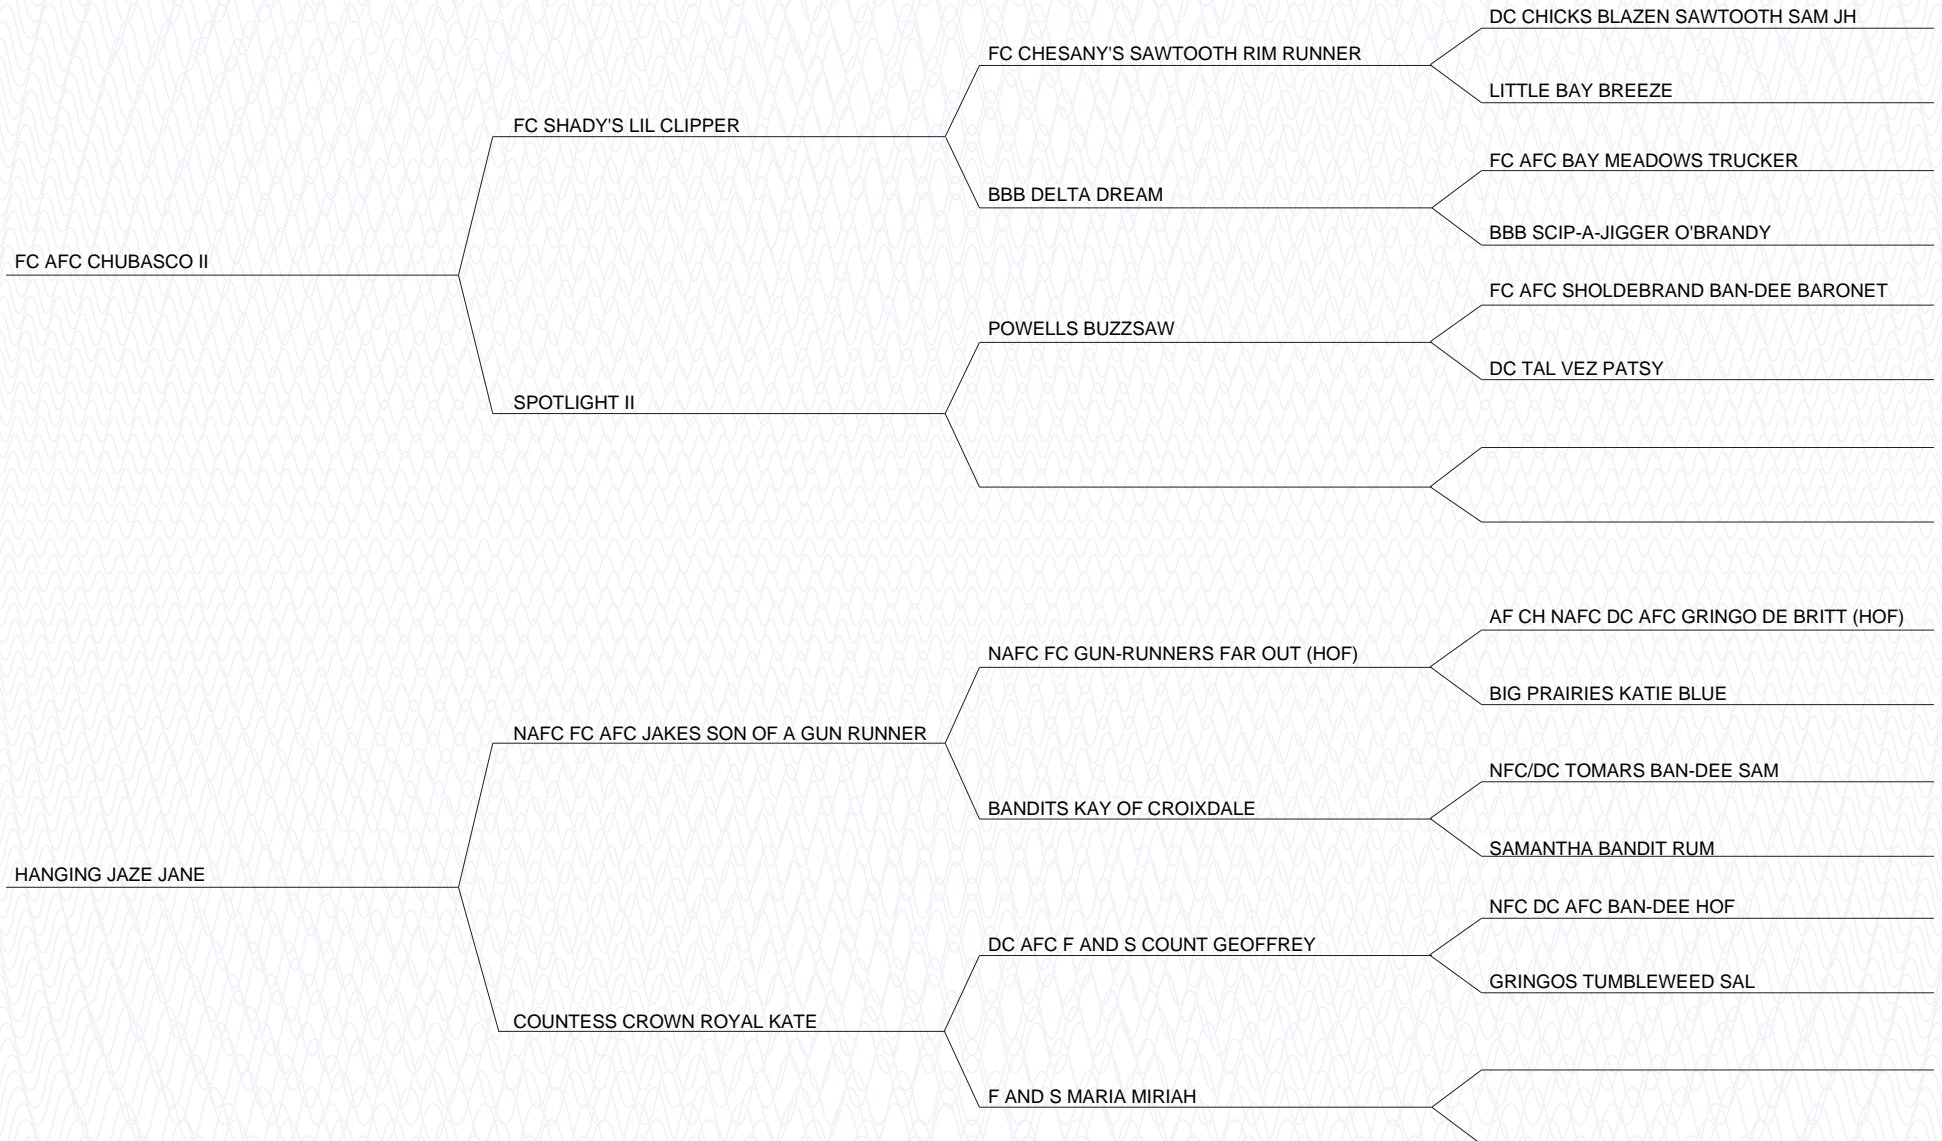 DC CHICKS BLAZEN SAWTOOTH SAM JH
FC CHESANY'S SAWTOOTH RIM RUNNER
LITTLE BAY BREEZE
FC SHADY'S LIL CLIPPER
FC AFC BAY MEADOWS TRUCKER
BBB DELTA DREAM
BBB SCIP-A-JIGGER O'BRANDY
FC AFC CHUBASCO II
FC AFC SHOLDEBRAND BAN-DEE BARONET
POWELLS BUZZSAW
DC TAL VEZ PATSY
SPOTLIGHT II
AF CH NAFC DC AFC GRINGO DE BRITT (HOF)
NAFC FC GUN-RUNNERS FAR OUT (HOF)
BIG PRAIRIES KATIE BLUE
NAFC FC AFC JAKES SON OF A GUN RUNNER
NFC/DC TOMARS BAN-DEE SAM
BANDITS KAY OF CROIXDALE
SAMANTHA BANDIT RUM
HANGING JAZE JANE
NFC DC AFC BAN-DEE HOF
DC AFC F AND S COUNT GEOFFREY
GRINGOS TUMBLEWEED SAL
COUNTESS CROWN ROYAL KATE
F AND S MARIA MIRIAH